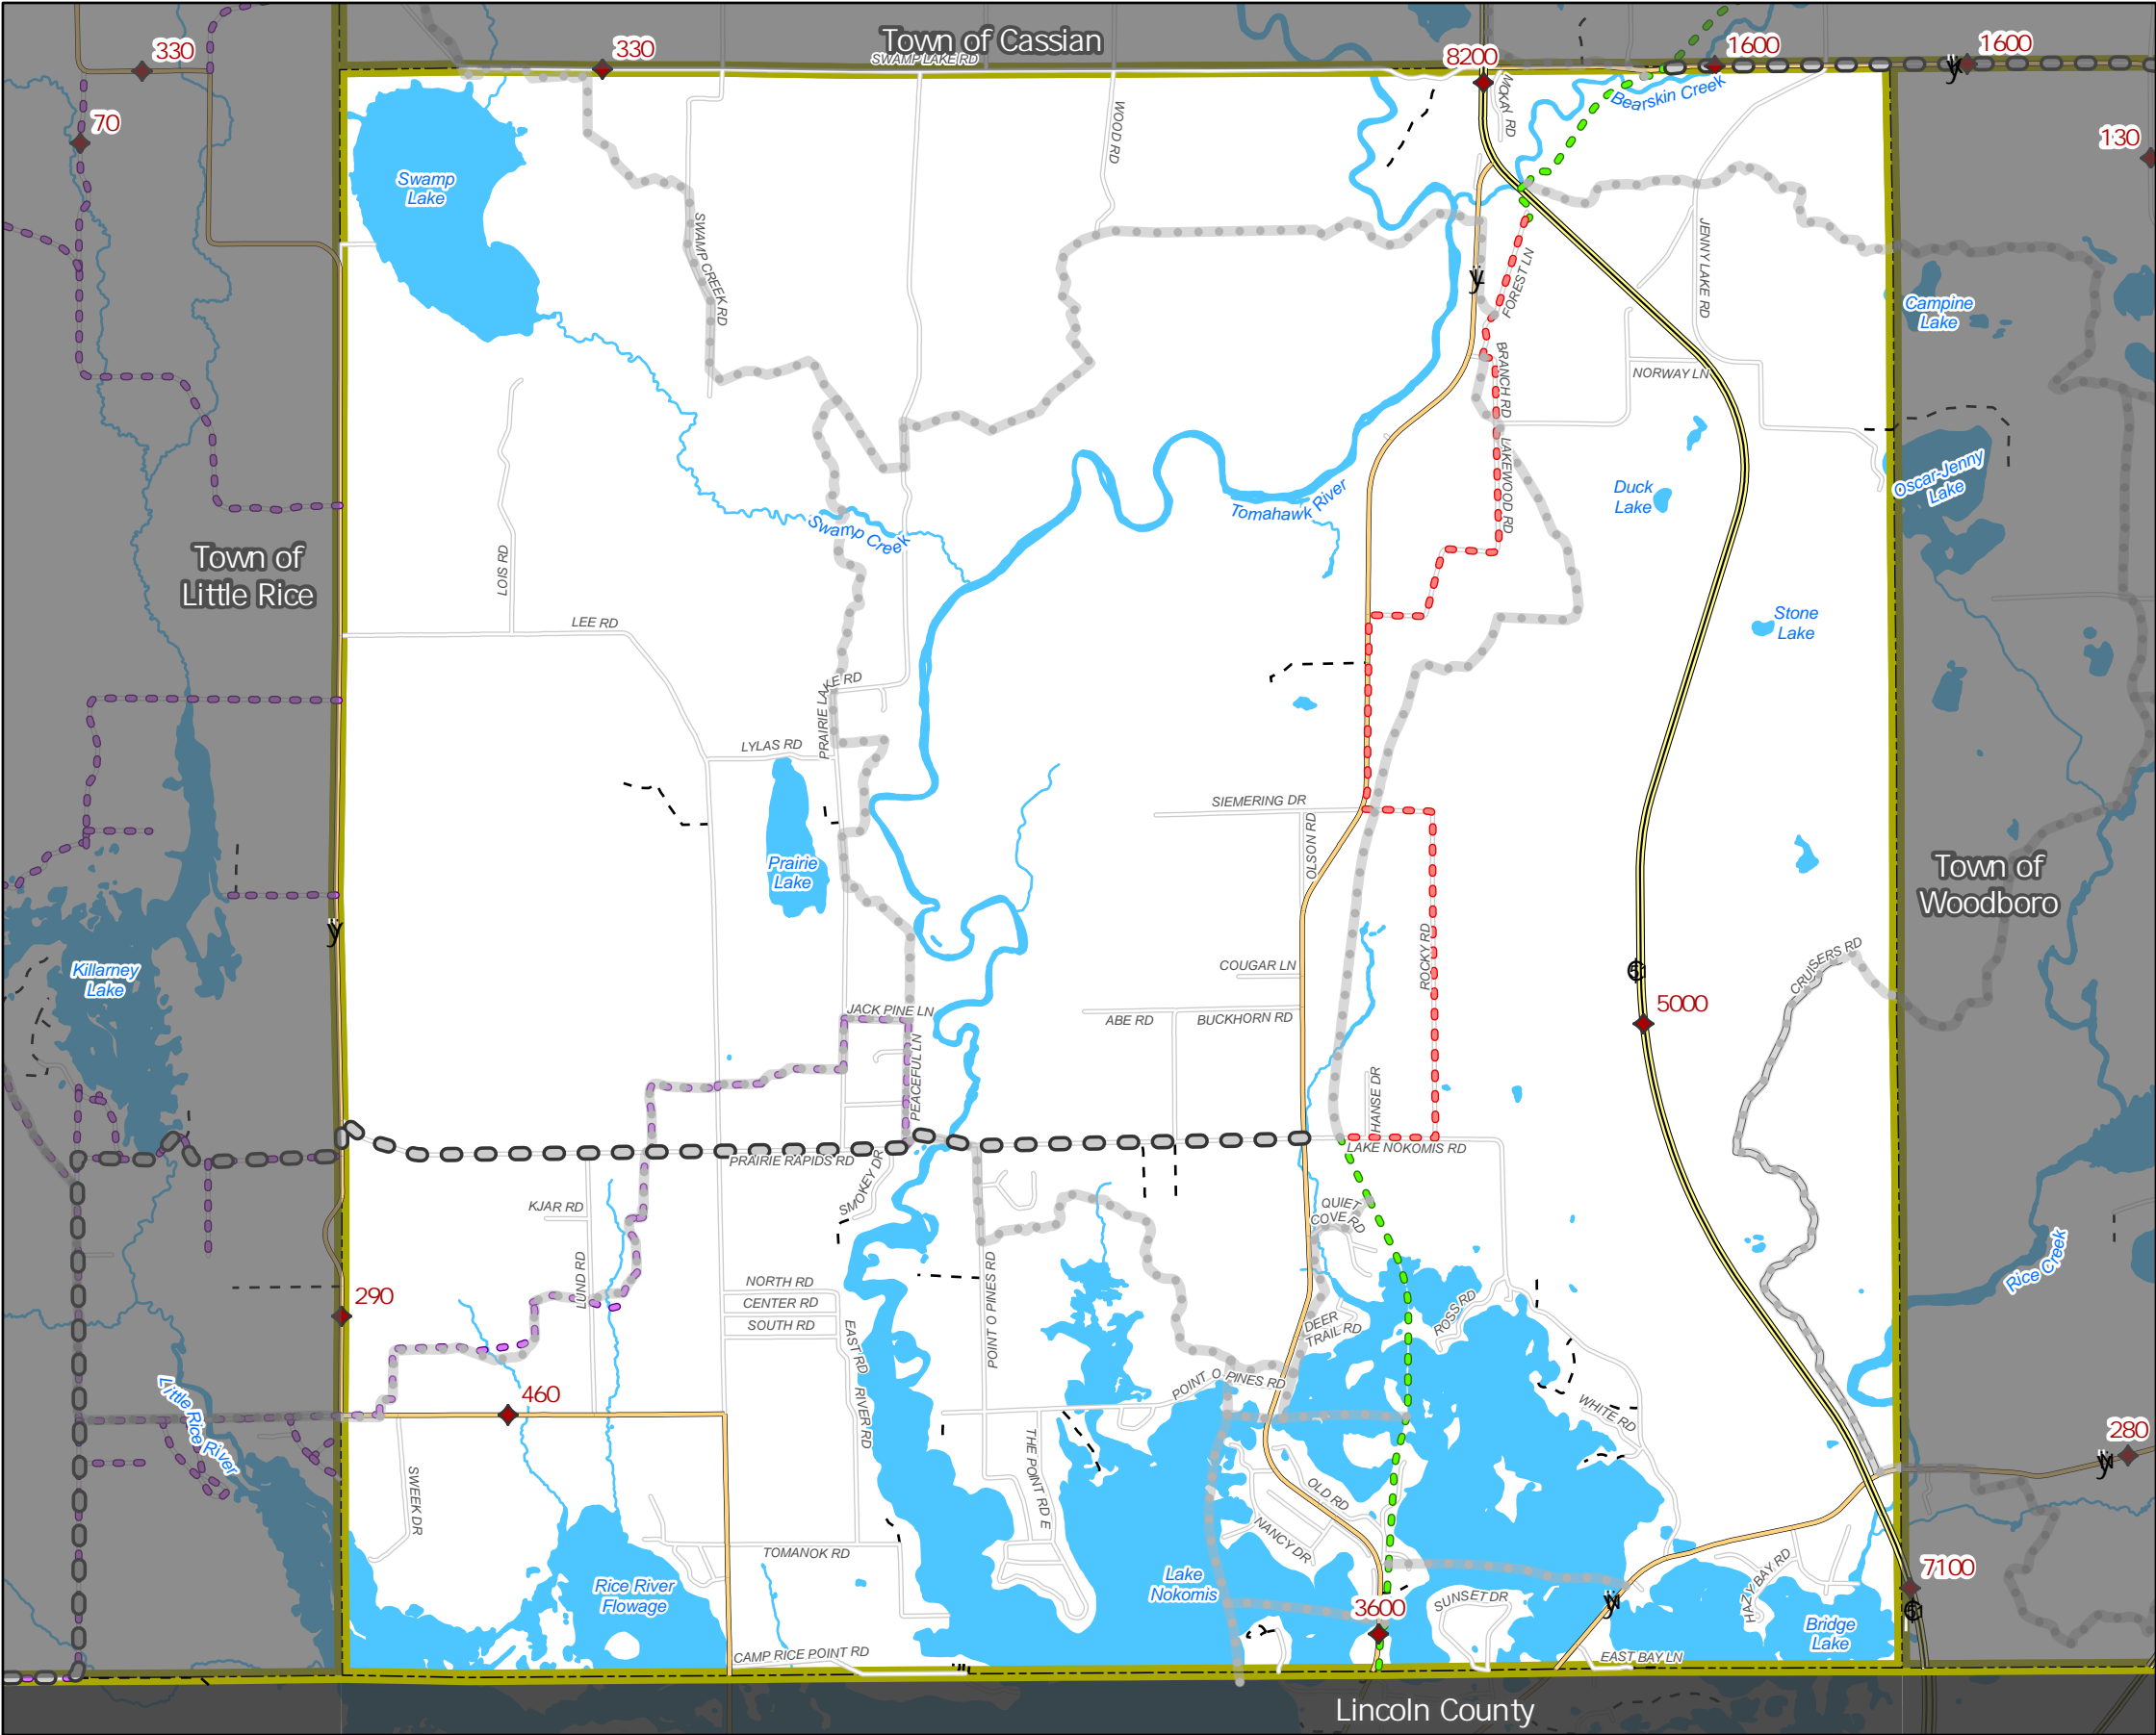 Town of Cassian
330
330
8200
1600
1600
SWAMP LAKE RD
70
MCKAY RD
Bearskin Creek
WOOD RD
130
Swamp
Lake
SWAMP CREEK RD
JENNY LAKE RD
FOREST LN
Campine
Lake
BRANCH RD
NORWAY LN
LAKEWOOD RD
Oscar-Jenny
Lake
Duck
Lake
Tomahawk River
Swamp Creek
Town of
Little Rice
LOIS RD
LEE RD
Stone
Lake
PRAIRIE LAKE RD
LYLAS RD
SIEMERING DR
OLSON RD
Prairie
Lake
Town of
Woodboro
ROCKY RD
CRUISERS RD
COUGAR LN
Killarney
Lake
51
5000
JACK PINE LN
ABE RD
BUCKHORN RD
PEACEFUL LN
HANSE DR
LAKE NOKOMIS RD
PRAIRIE RAPIDS RD
SMOKEY DR
KJAR RD
QUIET
COVE RD
LUND RD
POINT O PINES RD
Rice Creek
NORTH RD
CENTER RD
SOUTH RD
290
EAST RD
DEER
TRAIL RD
ROSS RD
RIVER RD
POINT O PINES RD
460
WHITE RD
Little Rice River
280
SWEEK DR
THE POINT RD E
OLD RD
NANCY DR
TOMANOK RD
HAZY BAY RD
7100
Rice River
Flowage
Lake
Nokomis
SUNSET DR
3600
51
Bridge
Lake
CAMP RICE POINT RD
EAST BAY LN
Lincoln County